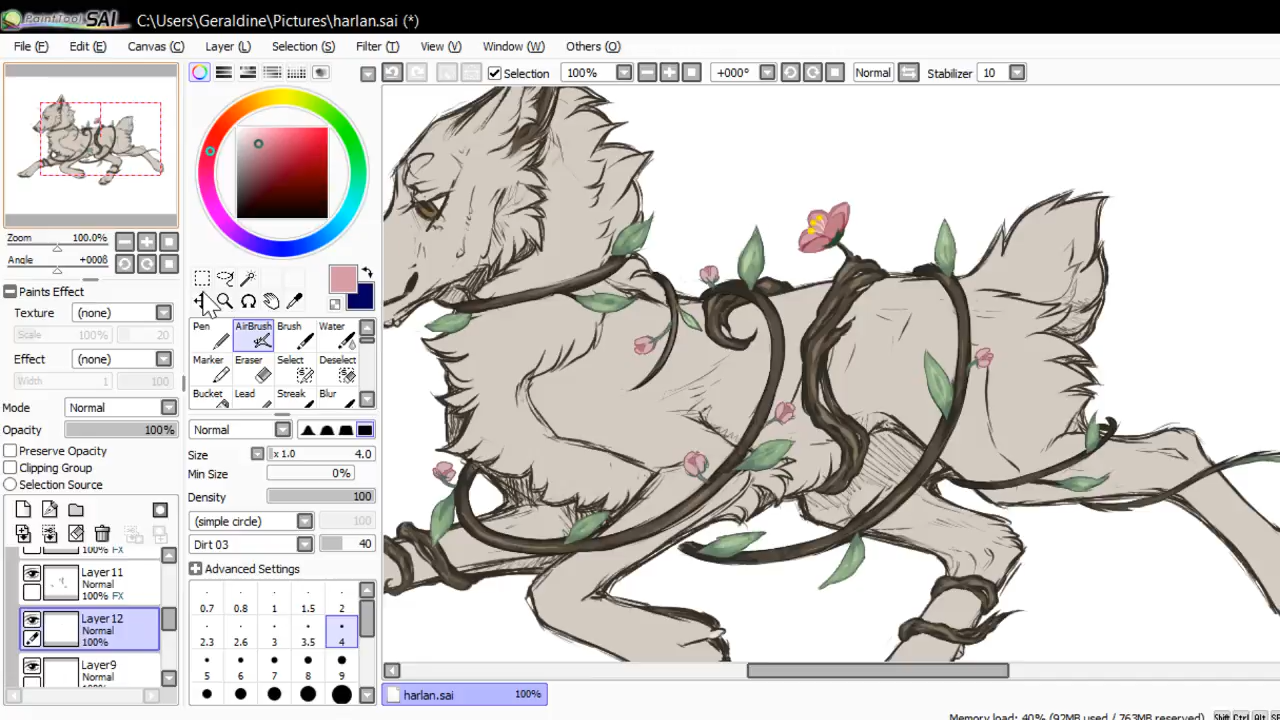 PaintTool SAI C:\Users\Geraldine\Pictures\harlan.sai (*)
File (F) Edit (E) Canvas (C) Layer (L) Selection (S) Filter (T) View (V) Window (W) Others (O)
Selection 100% +000° Normal Stabilizer 10
Zoom 100.0%
Angle +000θ
Paints Effect
Texture (none)
Scale 100% 20
Effect (none)
Width 1 100
Mode Normal
Opacity 100%
Preserve Opacity
Clipping Group
Selection Source
100% FX
Layer11
Normal
100% FX
Layer12
Normal
100%
Layer9
Normal
Pen AirBrush Brush Water
Marker Eraser Select Deselect
Bucket Lead Streak Blur
Normal
Size x 1.0 4.0
Min Size 0%
Density 100
(simple circle) 100
Dirt 03 40
Advanced Settings
0.7 0.8 1 1.5 2
2.3 2.6 3 3.5 4
5 6 7 8 9
harlan.sai 100%
Memory load: 40% (92MB used / 763MB reserved) Shift Ctrl Alt